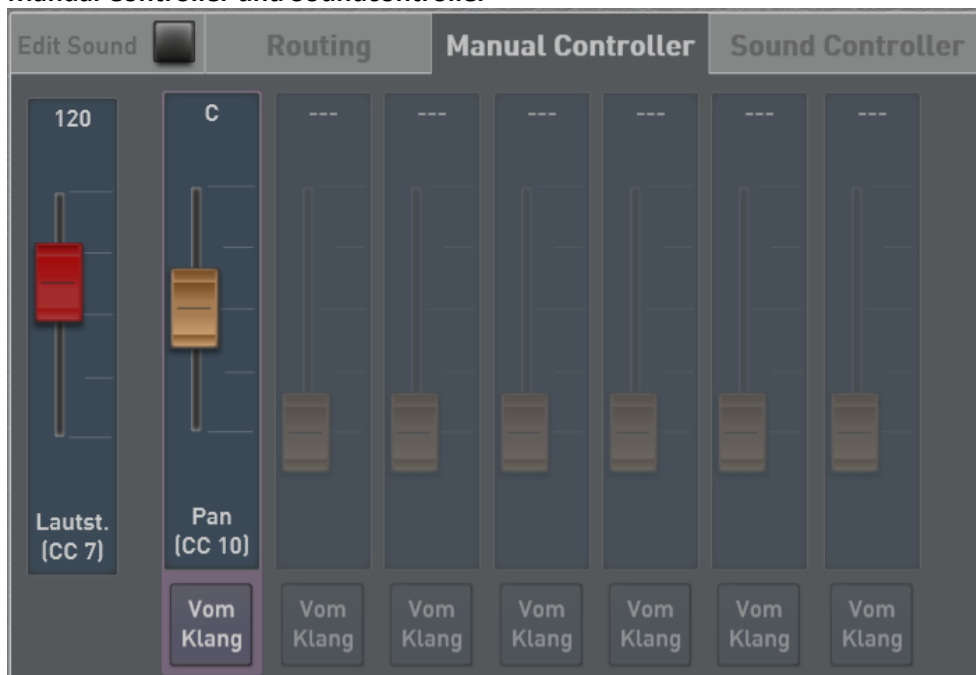 Manual Controller und Soundcontroller
Edit Sound Routing Manual Controller Sound Controller
120 C --- --- --- --- --- ---
Lautst. Pan
(CC 7) (CC 10)
Vom Vom Vom Vom Vom Vom Vom
Klang Klang Klang Klang Klang Klang Klang